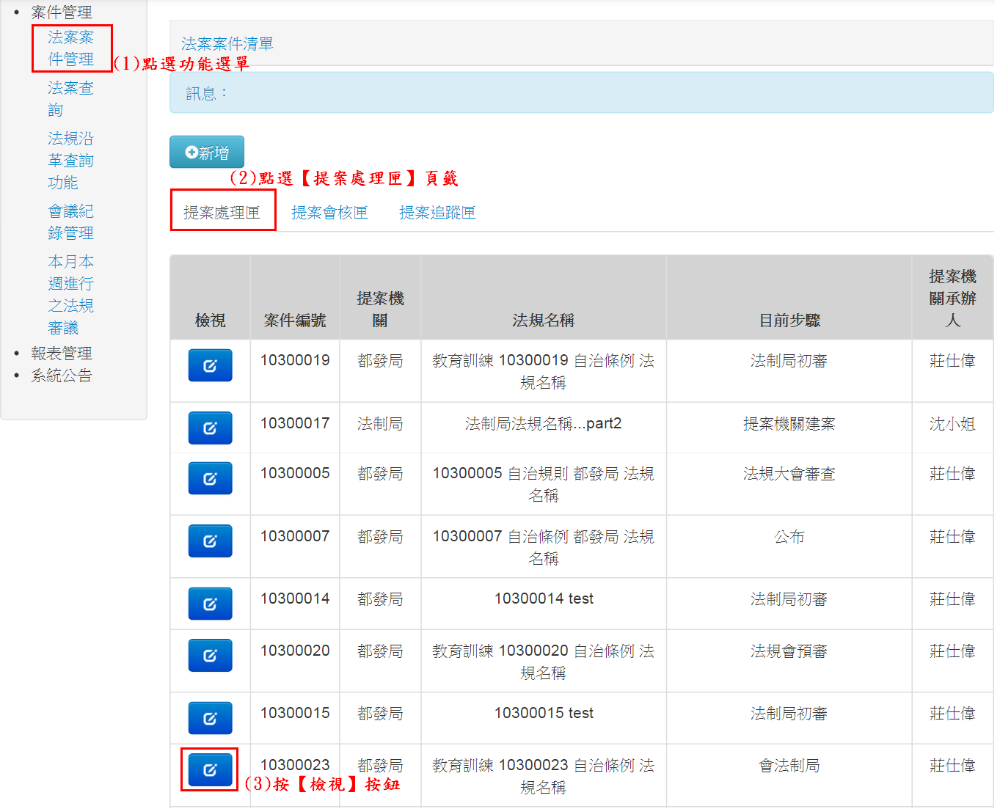 案件管理
法案案
件管理
(1)點選功能選單
法案查
詢
法規沿
革查詢
功能
會議紀
錄管理
本月本
週進行
之法規
審議
報表管理
系統公告
法案案件清單
訊息：
新增
(2)點選【提案處理匣】頁籤
提案處理匣 提案會核匣 提案追蹤匣
檢視 案件編號 提案機關 法規名稱 目前步驟 提案機關承辦人
10300019 都發局 教育訓練 10300019 自治條例 法 法制局初審 莊仕偉
規名稱
10300017 法制局 法制局法規名稱...part2 提案機關建案 沈小姐
10300005 都發局 10300005 自治規則 都發局 法規 法規大會審查 莊仕偉
名稱
10300007 都發局 10300007 自治條例 都發局 法規 公布 莊仕偉
名稱
10300014 都發局 10300014 test 法制局初審 莊仕偉
10300020 都發局 教育訓練 10300020 自治條例 法 法規會預審 莊仕偉
規名稱
10300015 都發局 10300015 test 法制局初審 莊仕偉
10300023 都發局 教育訓練 10300023 自治條例 法 會法制局 莊仕偉
規名稱
(3)按【檢視】按鈕